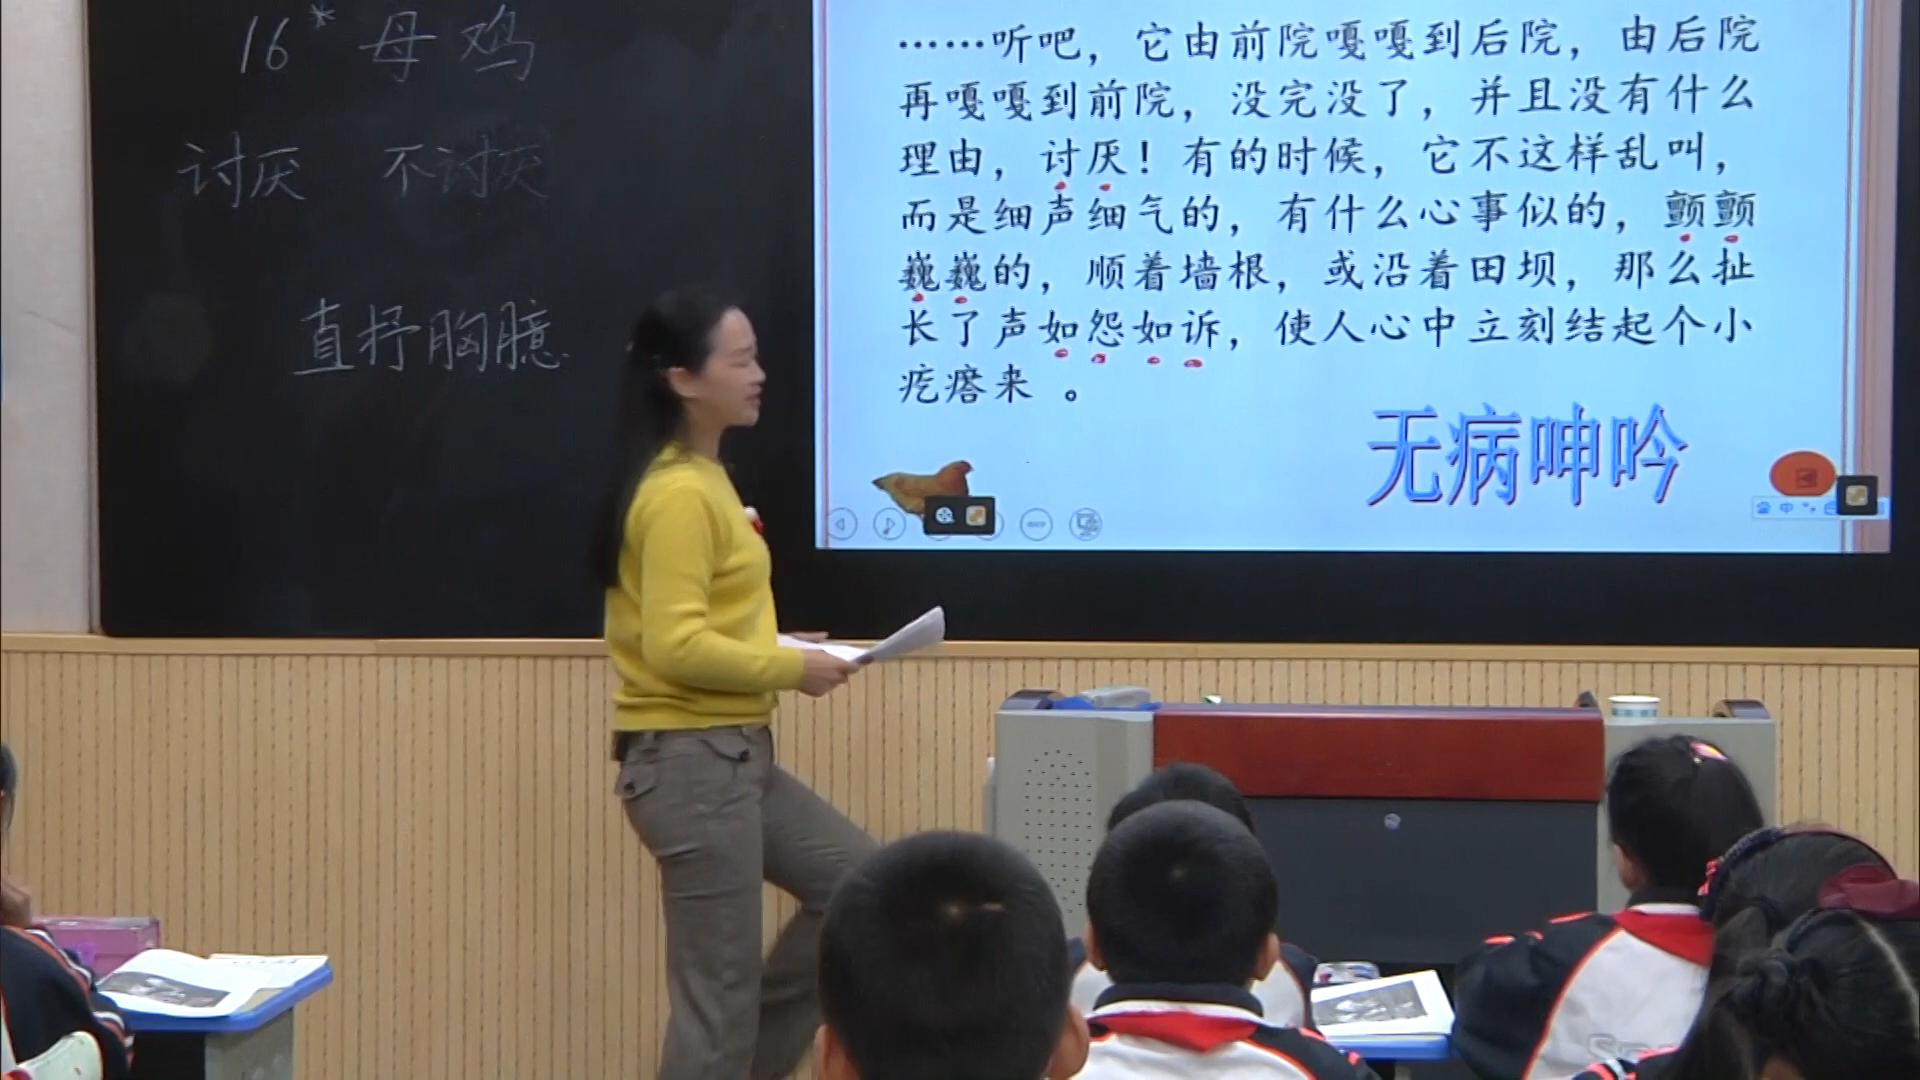 16* 母鸡
讨厌 不讨厌
直抒胸臆
……听吧，它由前院嘎嘎到后院，由后院
再嘎嘎到前院，没完没了，并且没有什么
理由，讨厌！有的时候，它不这样乱叫，
而是细声细气的，有什么心事似的，颤颤
巍巍的，顺着墙根，或沿着田坝，那么扯
长了声如怨如诉，使人心中立刻结起个小
疙瘩来 。
无病呻吟